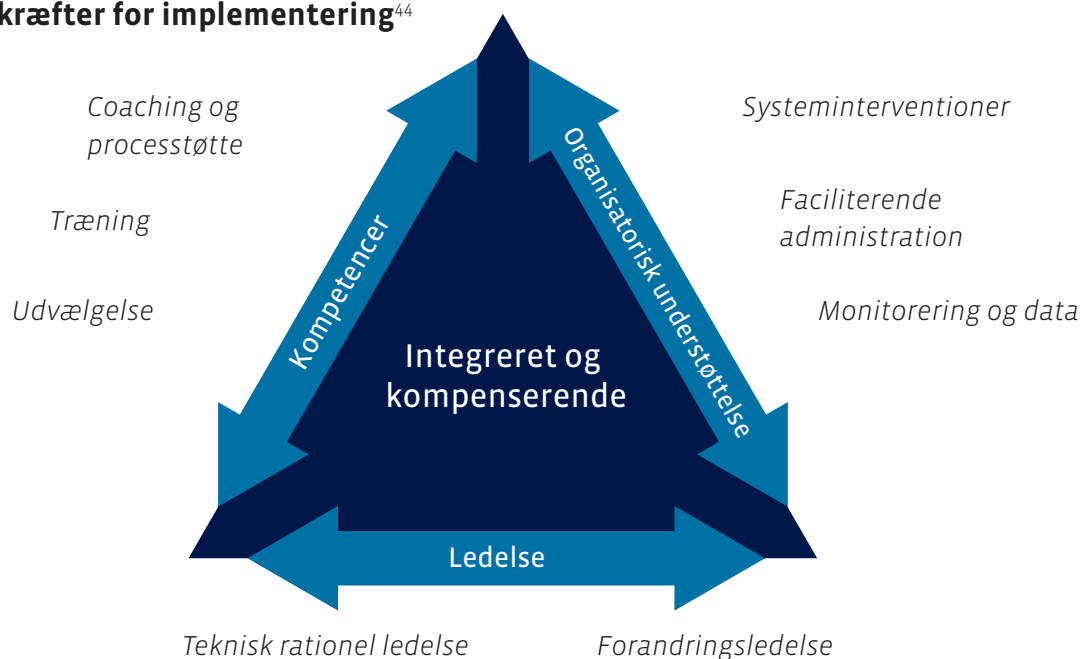 kræfter for implementering⁴⁴
Coaching og
processtøtte
Systeminterventioner
Træning
Faciliterende
administration
Udvælgelse
Monitorering og data
Kompetencer
Organisatorisk understøttelse
Integreret og
kompenserende
Ledelse
Teknisk rationel ledelse
Forandringsledelse